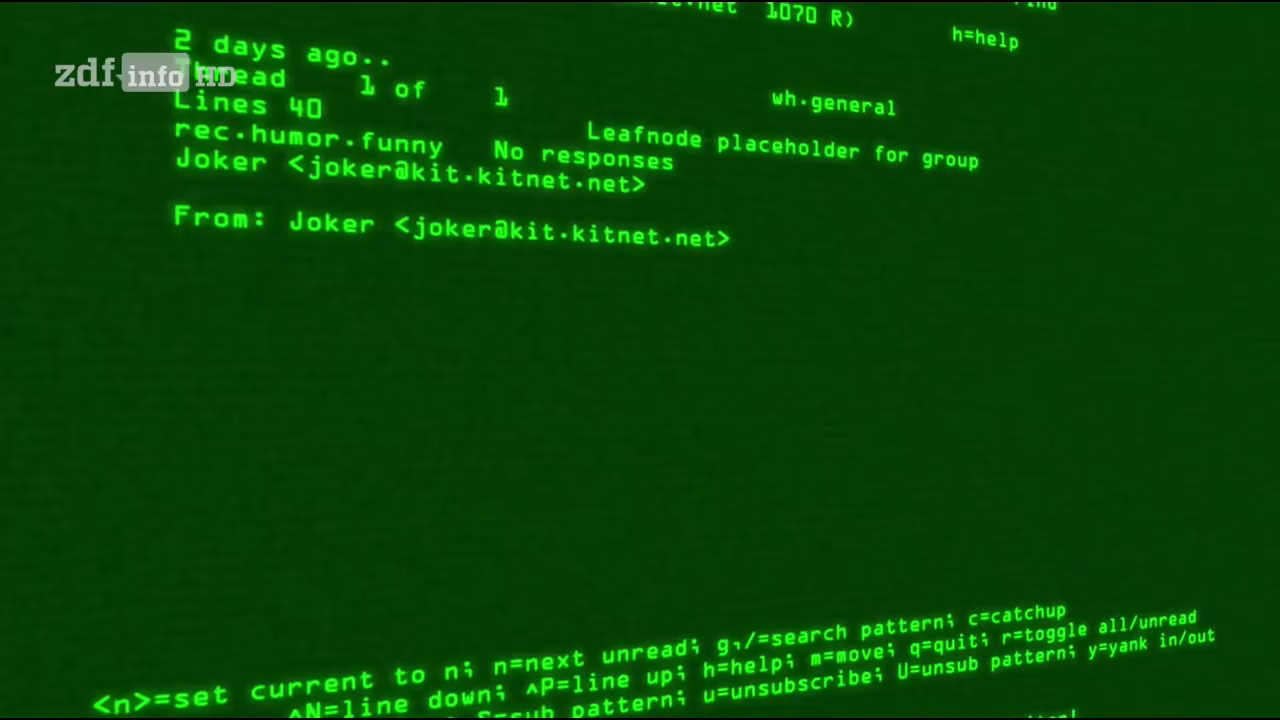 1070 R)
h=help
2 days ago..
zdf info HD
Thread 1 of 1
wh.general
Lines 40
Leafnode placeholder for group
rec.humor.funny No responses
Joker <joker@kit.kitnet.net>
From: Joker <joker@kit.kitnet.net>
<n>=set current to n; n=next unread; g,/=search pattern; c=catchup
^N=line down; ^P=line up; h=help; m=move; q=quit; r=toggle all/unread
S=sub pattern; u=unsubscribe; U=unsub pattern; y=yank in/out